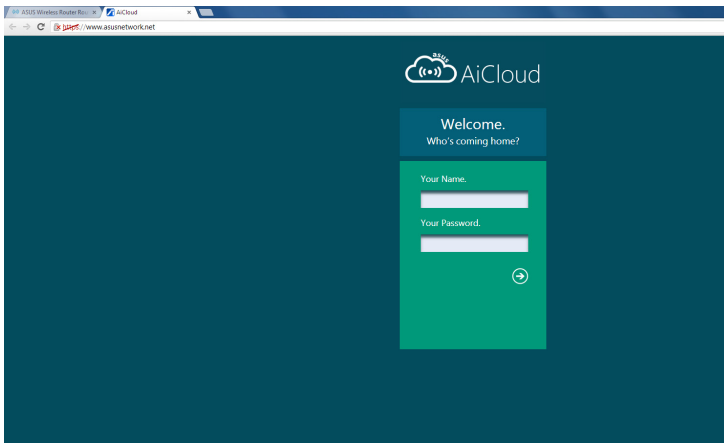 ASUS Wireless Router
AiCloud
https://www.asusnetwork.net
asus
AiCloud
Welcome.
Who's coming home?
Your Name.
Your Password.